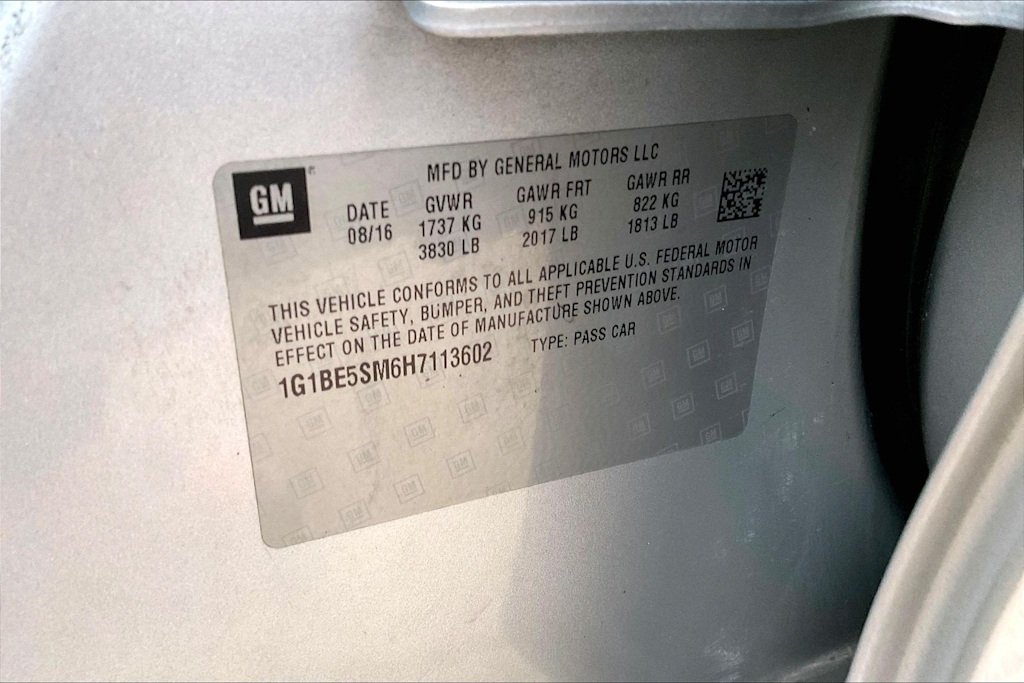 GM
MFD BY GENERAL MOTORS LLC
DATE GVWR GAWR FRT GAWR RR
08/16 1737 KG 915 KG 822 KG
3830 LB 2017 LB 1813 LB
THIS VEHICLE CONFORMS TO ALL APPLICABLE U.S. FEDERAL MOTOR
VEHICLE SAFETY, BUMPER, AND THEFT PREVENTION STANDARDS IN
EFFECT ON THE DATE OF MANUFACTURE SHOWN ABOVE.
1G1BE5SM6H7113602 TYPE: PASS CAR